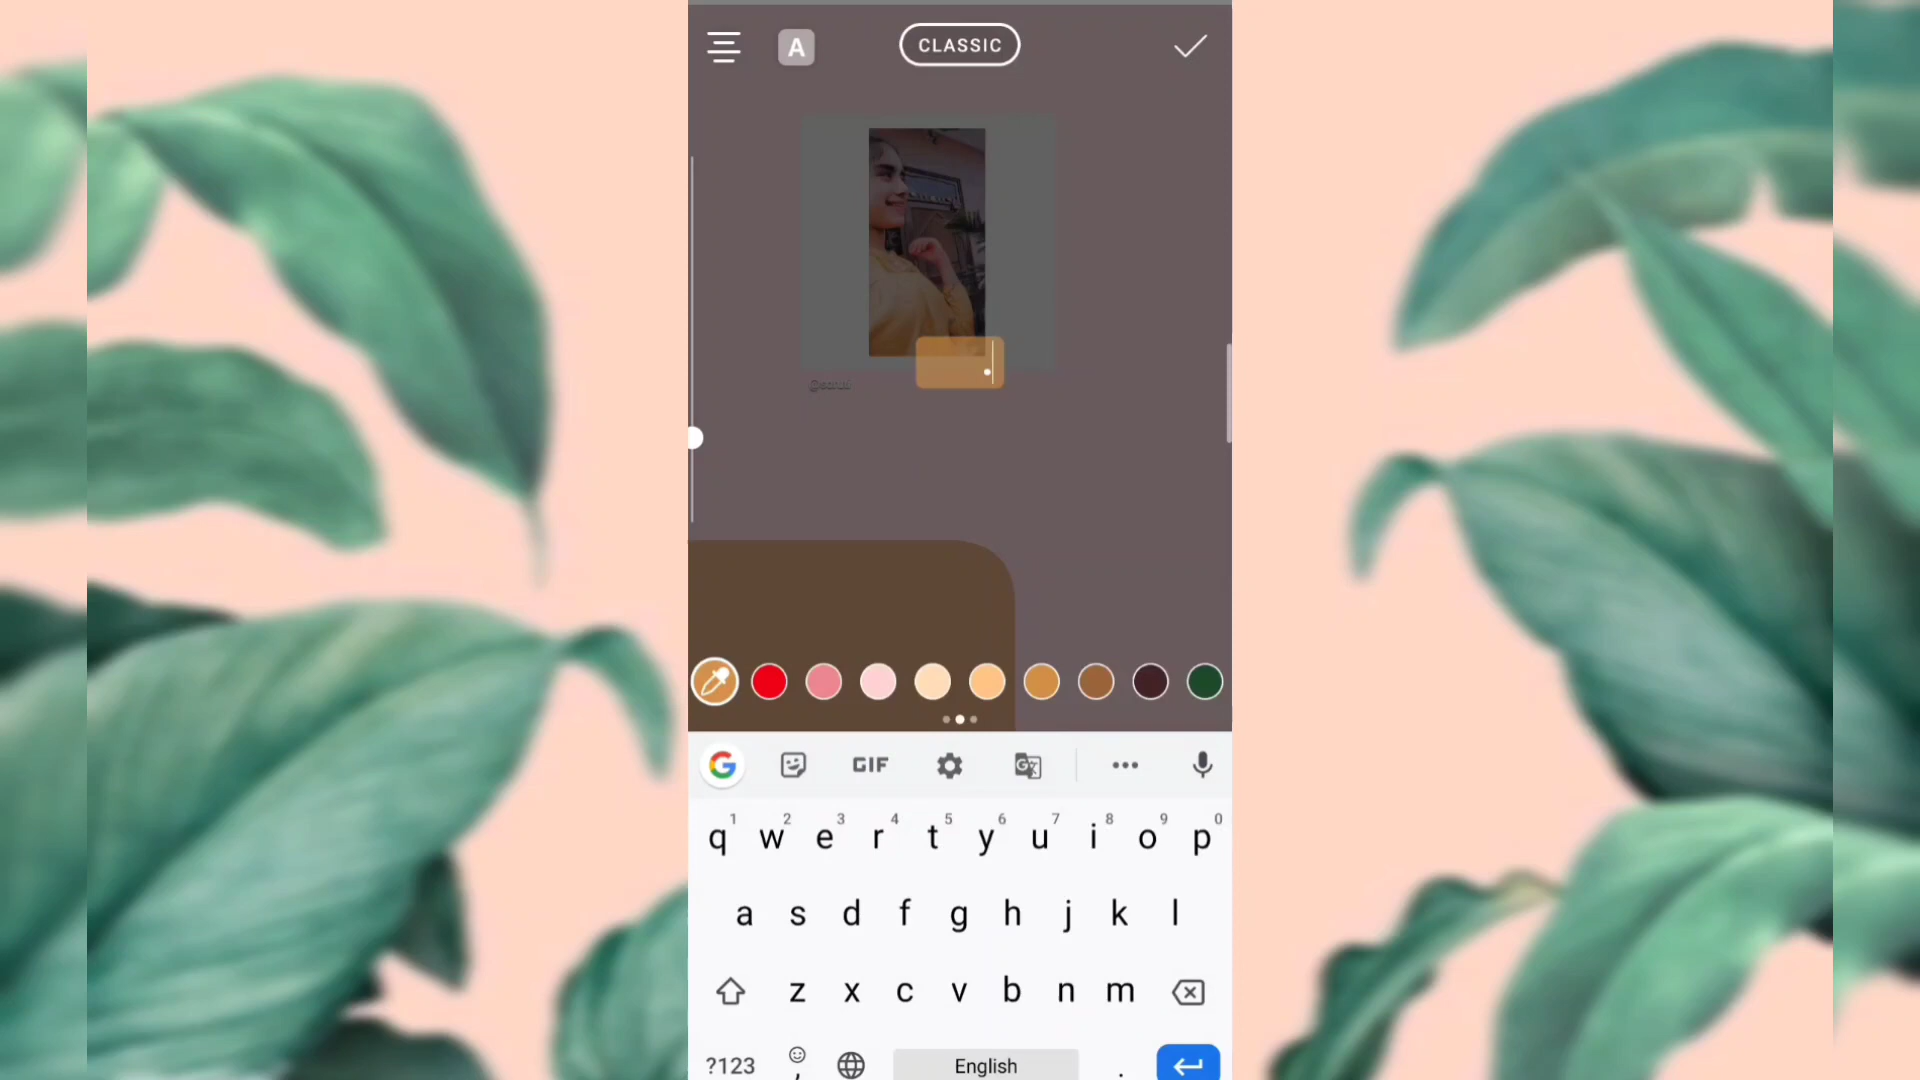 A CLASSIC
GIF
1 2 3 4 5 6 7 8 9 0
q w e r t y u i o p
a s d f g h j k l
z x c v b n m
?123 , English .